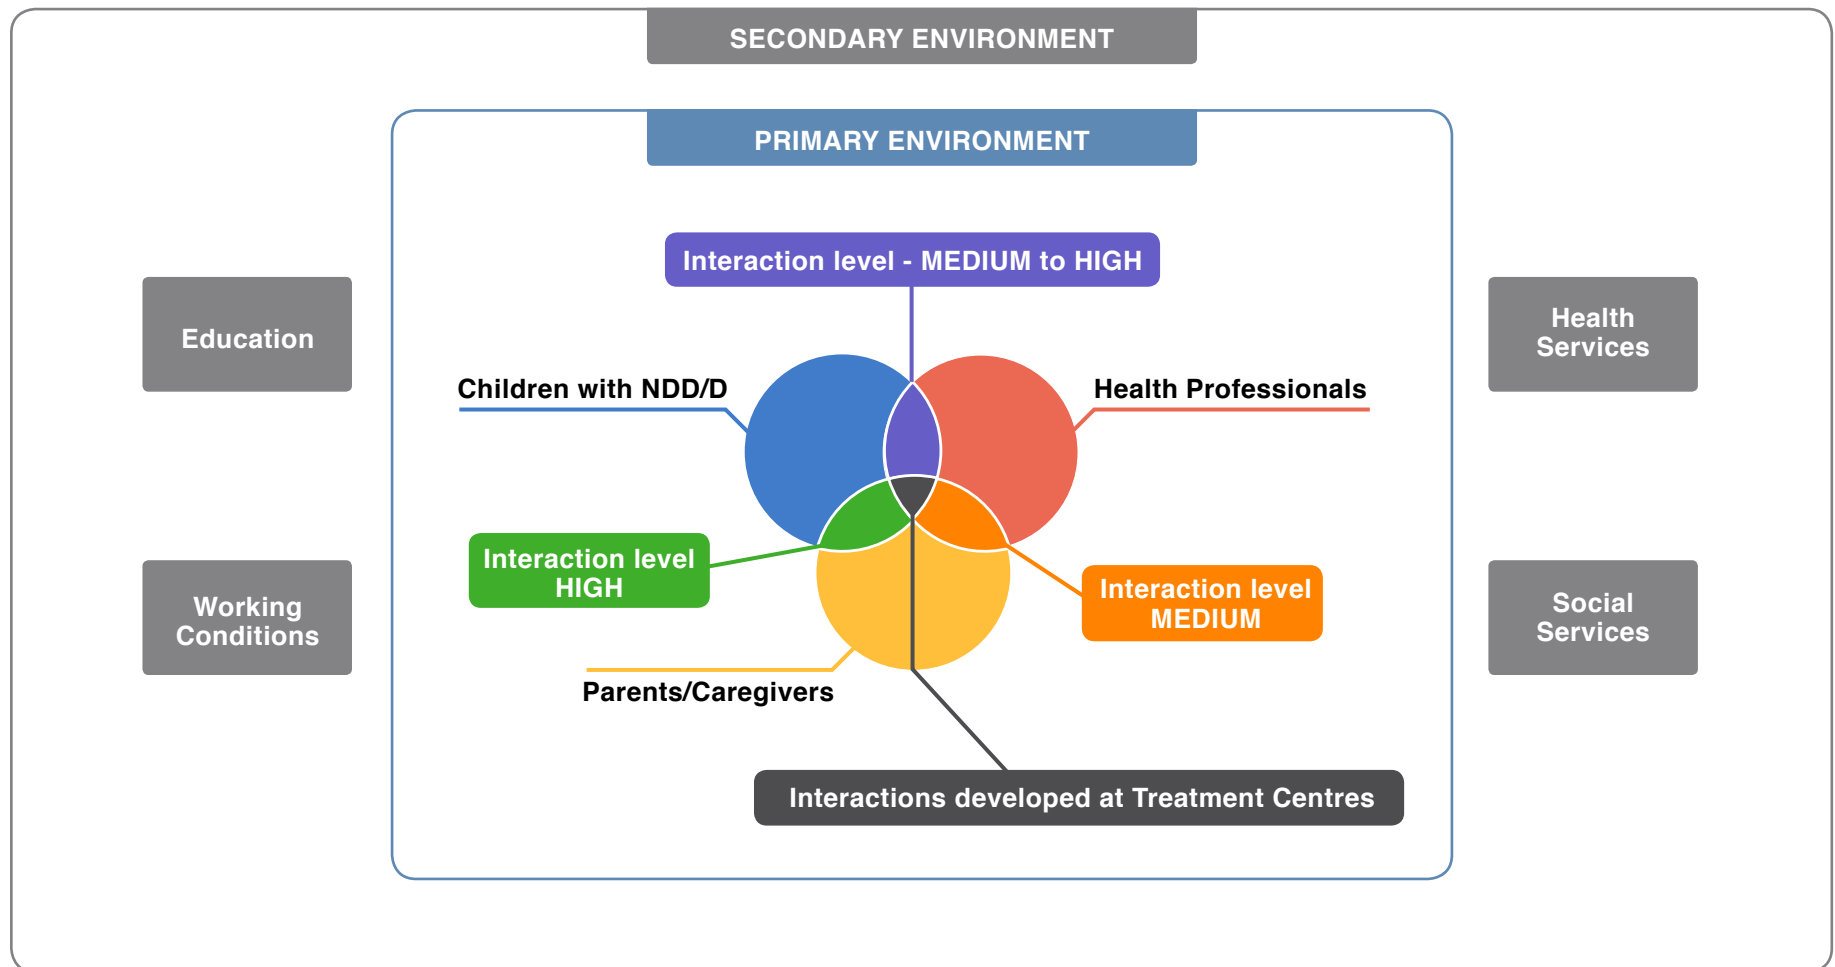 SECONDARY ENVIRONMENT
PRIMARY ENVIRONMENT
Interaction level - MEDIUM to HIGH
Education
Health
Services
Children with NDD/D
Health Professionals
Interaction level
HIGH
Interaction level
MEDIUM
Working
Conditions
Social
Services
Parents/Caregivers
Interactions developed at Treatment Centres